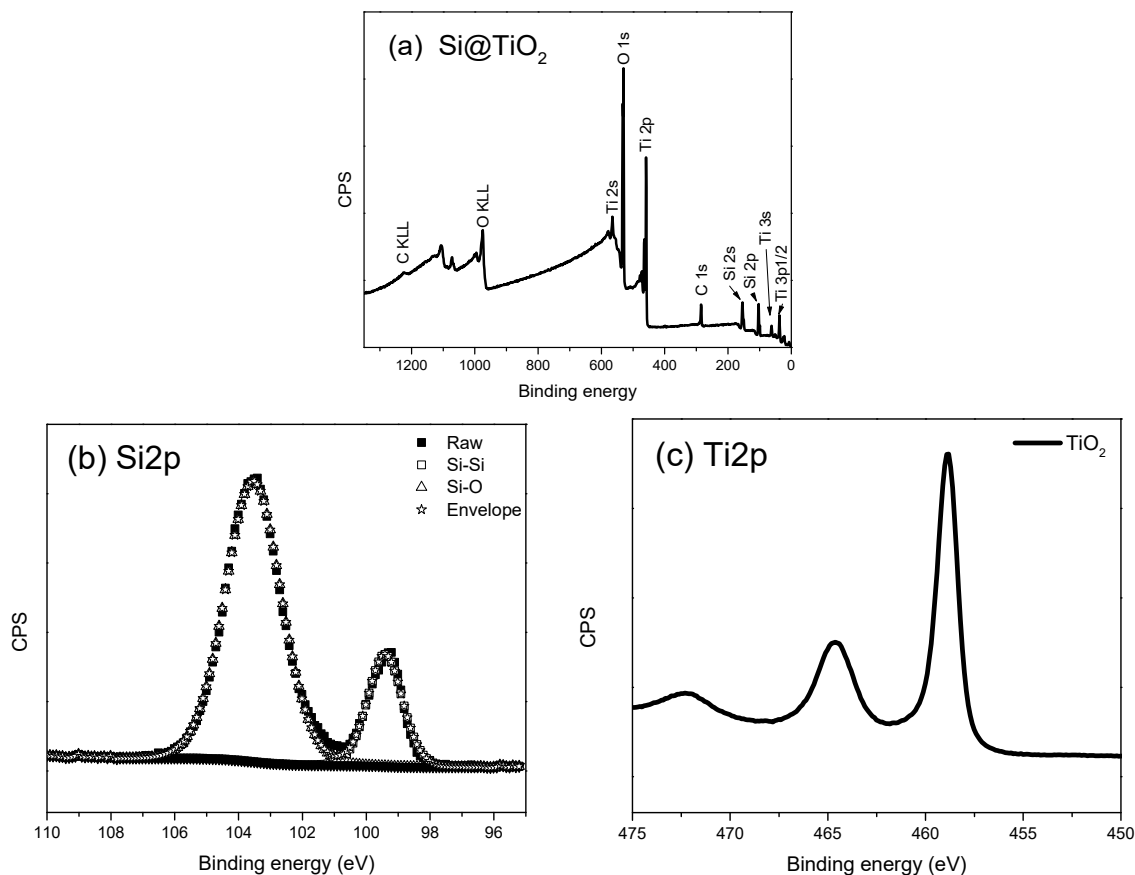 (a) Si@TiO₂
CPS
C KLL
O KLL
Ti 2s
O 1s
Ti 2p
C 1s
Si 2s
Si 2p
Ti 3s
Ti 3p1/2
1200 1000 800 600 400 200 0
Binding energy
(b) Si2p
Raw
Si-Si
Si-O
Envelope
CPS
110 108 106 104 102 100 98 96
Binding energy (eV)
(c) Ti2p
TiO₂
CPS
475 470 465 460 455 450
Binding energy (eV)